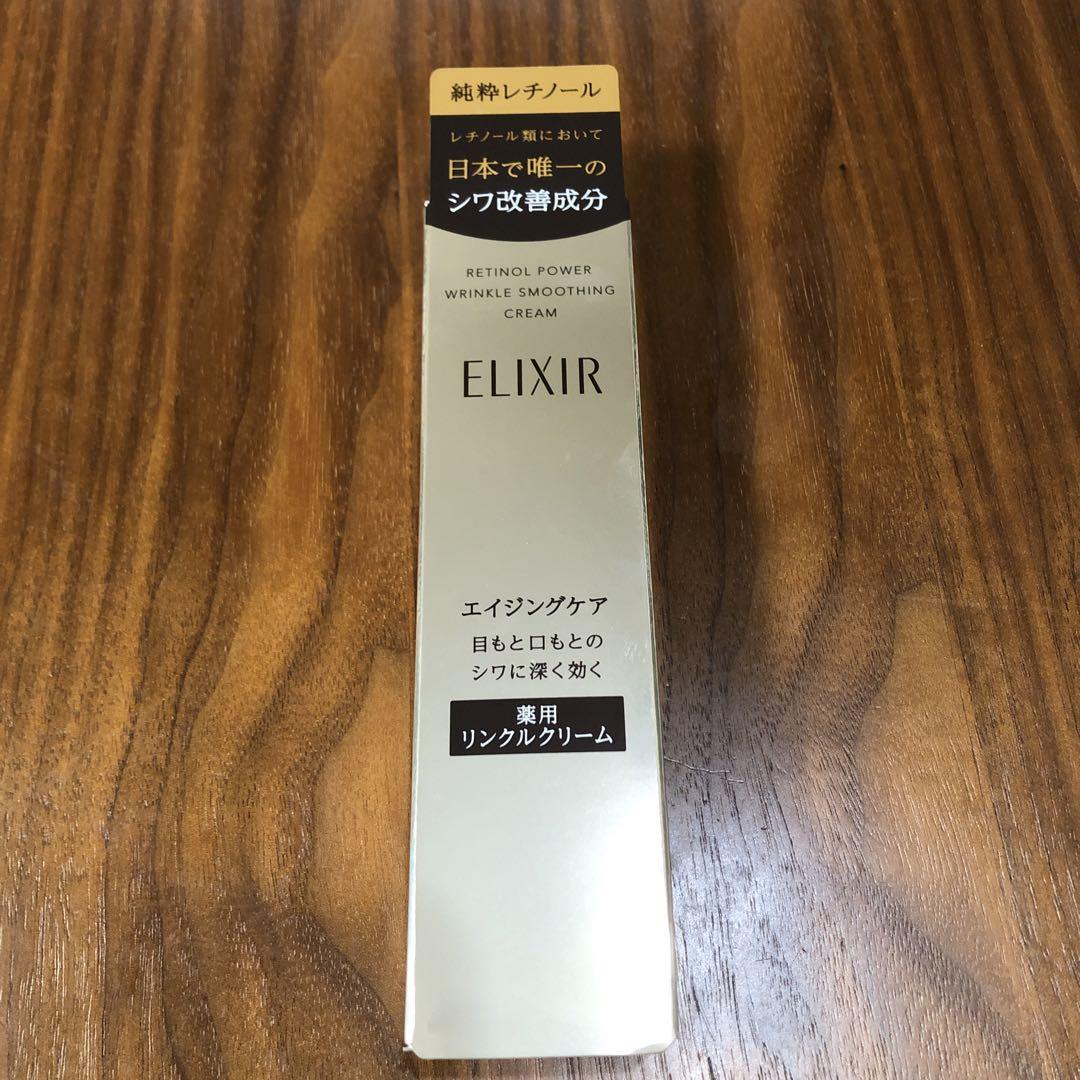 純粋レチノール
レチノール類において
日本で唯一の
シワ改善成分
RETINOL POWER
WRINKLE SMOOTHING
CREAM
ELIXIR
エイジングケア
目もと口もとの
シワに深く効く
薬用
リンクルクリーム